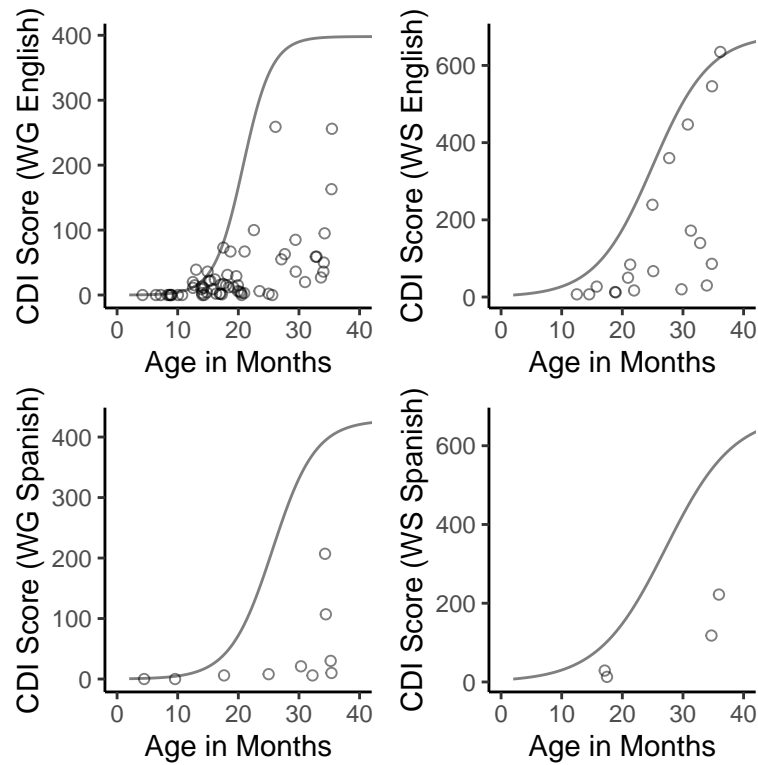 CDI Score (WG English)
400
300
200
100
0
0 10 20 30 40
Age in Months
CDI Score (WS English)
600
400
200
0
0 10 20 30 40
Age in Months
CDI Score (WG Spanish)
400
300
200
100
0
0 10 20 30 40
Age in Months
CDI Score (WS Spanish)
600
400
200
0
0 10 20 30 40
Age in Months